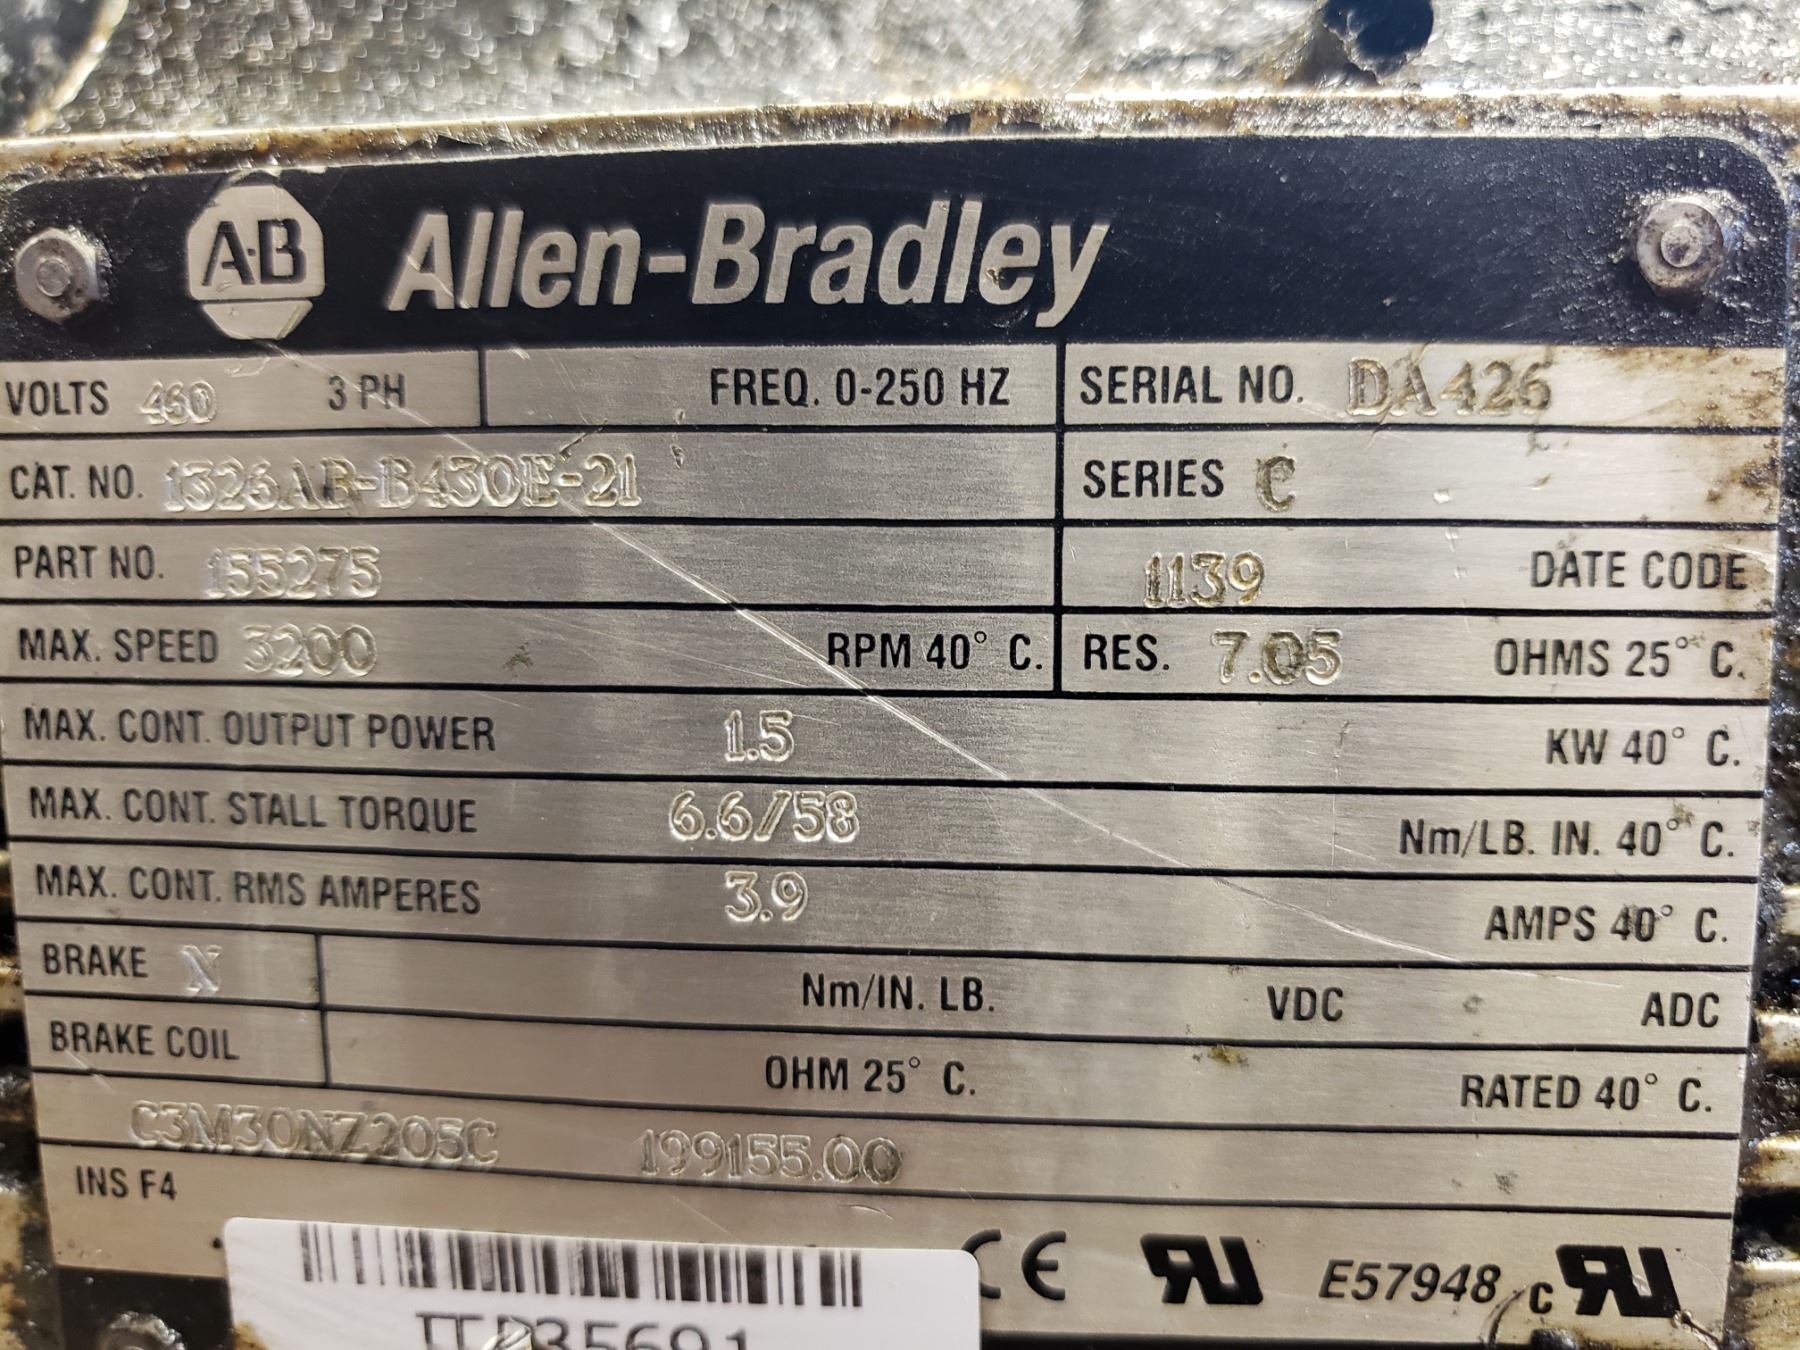 A-B Allen-Bradley
VOLTS 460 3 PH FREQ. 0-250 HZ SERIAL NO. DA426
CAT. NO. 1326AB-B430E-21 SERIES C
PART NO. 155275 1139 DATE CODE
MAX. SPEED 3200 RPM 40° C. RES. 7.05 OHMS 25° C.
MAX. CONT. OUTPUT POWER 1.5 KW 40° C.
MAX. CONT. STALL TORQUE 6.6/58 Nm/LB. IN. 40° C.
MAX. CONT. RMS AMPERES 3.9 AMPS 40° C.
BRAKE N Nm/IN. LB. VDC ADC
BRAKE COIL OHM 25° C. RATED 40° C.
C3M30NZ205C 199155.00
INS F4
CE RU E57948 c RU